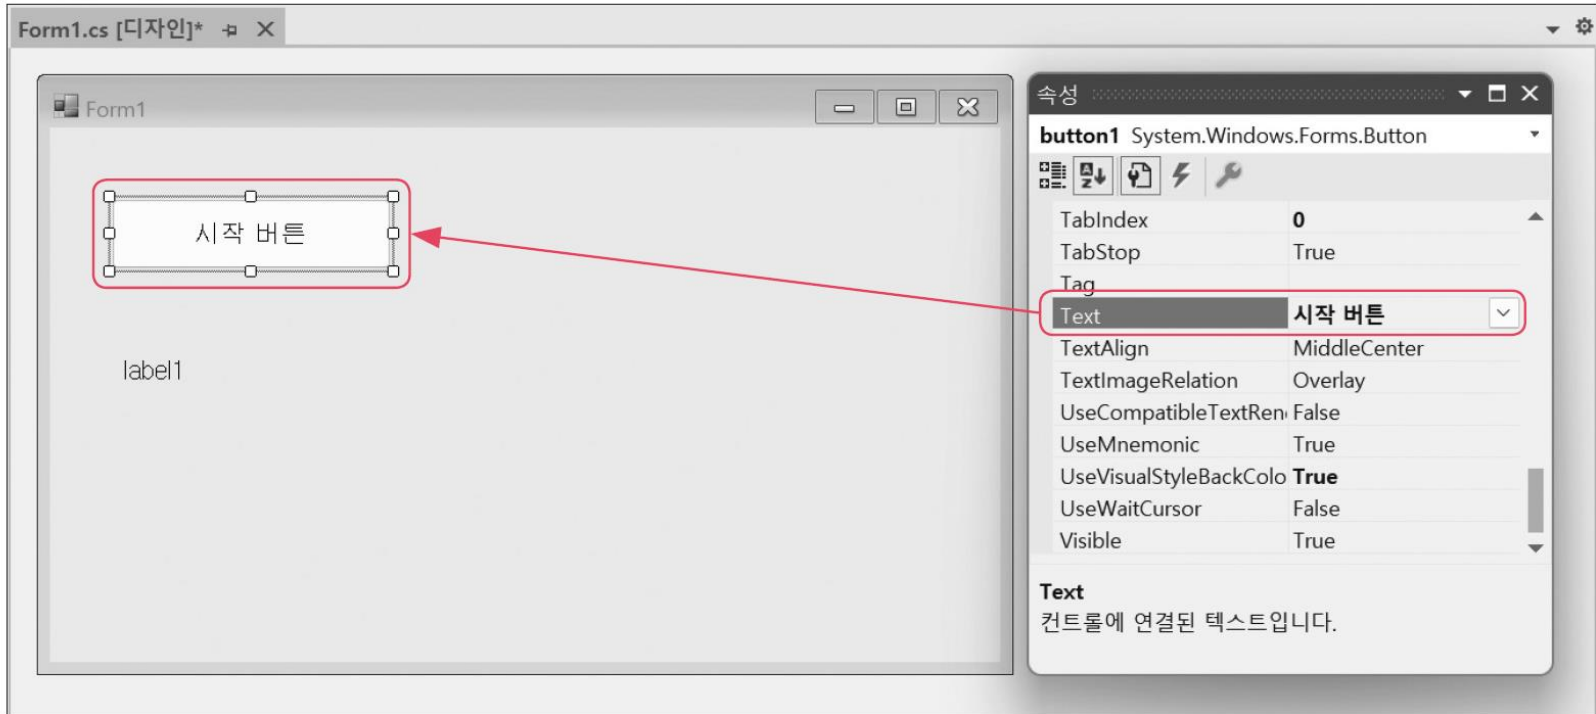 Form1.cs [디자인]*
Form1
시작 버튼
label1
속성
button1 System.Windows.Forms.Button
TabIndex 0
TabStop True
Tag
Text 시작 버튼
TextAlign MiddleCenter
TextImageRelation Overlay
UseCompatibleTextRen False
UseMnemonic True
UseVisualStyleBackColo True
UseWaitCursor False
Visible True
Text
컨트롤에 연결된 텍스트입니다.